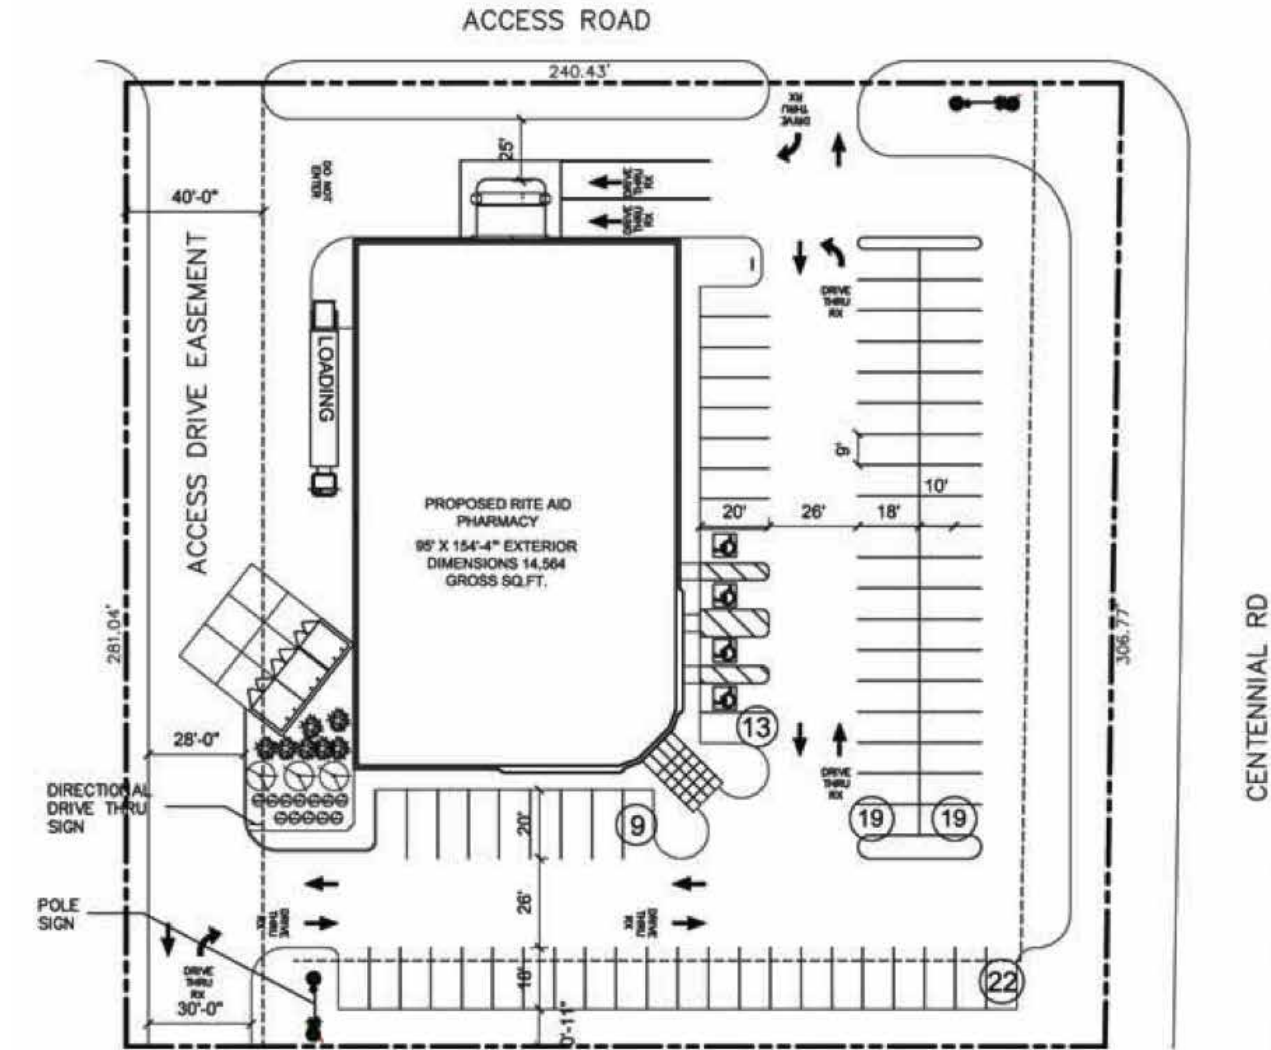 ACCESS ROAD
240.43'
DRIVE
THRU
RX
25'
DO NOT
ENTER
DRIVE
THRU
RX
DRIVE
THRU
RX
40'-0"
ACCESS DRIVE EASEMENT
LOADING
DRIVE
THRU
RX
9'
10'
20'
26'
18'
PROPOSED RITE AID
PHARMACY
95' X 154'-4" EXTERIOR
DIMENSIONS 14,564
GROSS SQ.FT.
281.04'
306.77'
CENTENNIAL RD
13
28'-0"
DIRECTIONAL
DRIVE THRU
SIGN
DRIVE
THRU
RX
20'
9
19
19
POLE
SIGN
26'
DRIVE
THRU
RX
DRIVE
THRU
RX
DRIVE
THRU
RX
30'-0"
18'
22